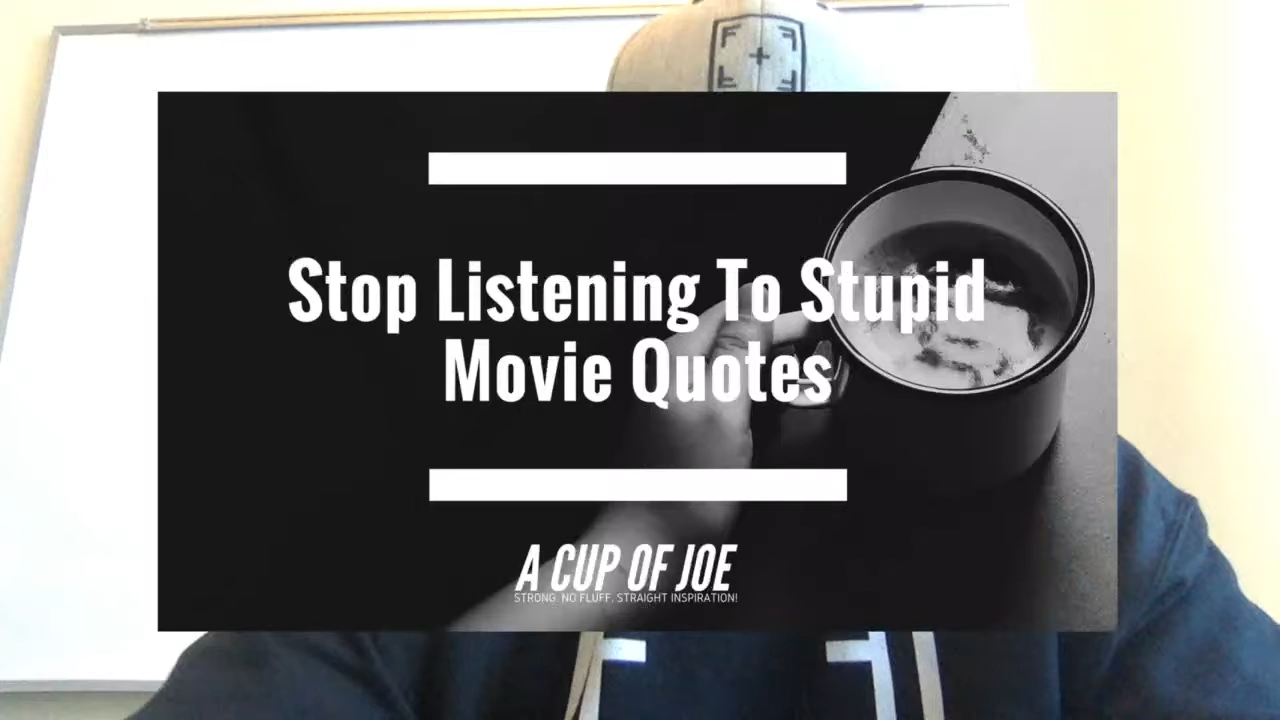 Stop Listening To Stupid
Movie Quotes
A CUP OF JOE
STRONG. NO FLUFF. STRAIGHT INSPIRATION!